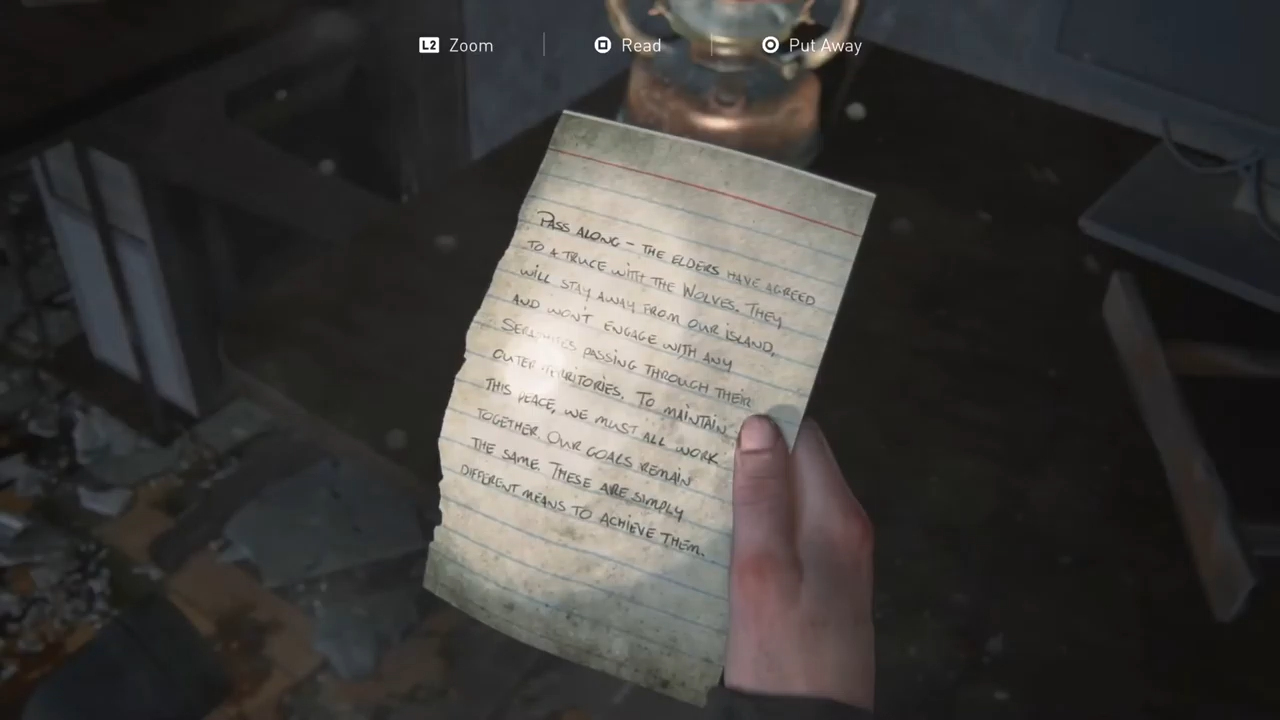 L2 Zoom
Read
Put Away
PASS ALONG - THE ELDERS HAVE AGREED
TO A TRUCE WITH THE WOLVES. THEY
WILL STAY AWAY FROM OUR ISLAND,
AND WON'T ENGAGE WITH ANY
SERAPHITES PASSING THROUGH THEIR
OUTER TERRITORIES. TO MAINTAIN
THIS PEACE, WE MUST ALL WORK
TOGETHER. OUR GOALS REMAIN
THE SAME. THESE ARE SIMPLY
DIFFERENT MEANS TO ACHIEVE THEM.